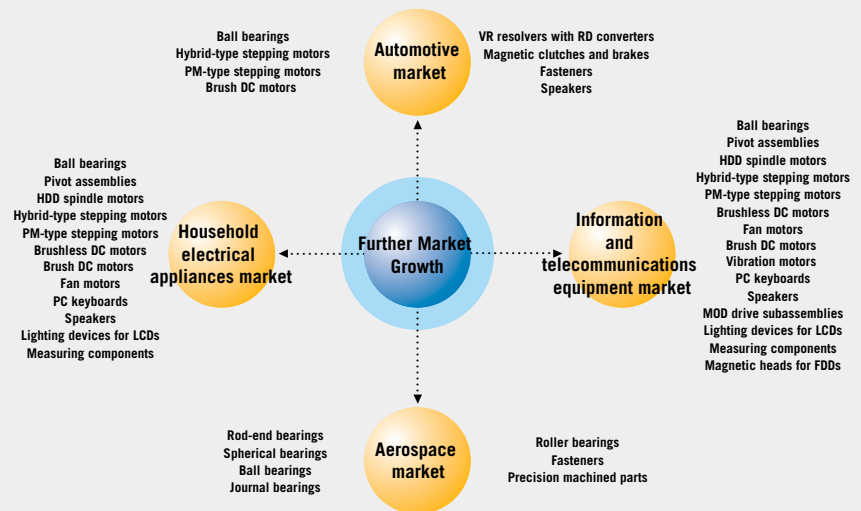 Ball bearings
Hybrid-type stepping motors
PM-type stepping motors
Brush DC motors
Automotive
market
VR resolvers with RD converters
Magnetic clutches and brakes
Fasteners
Speakers
Ball bearings
Pivot assemblies
HDD spindle motors
Hybrid-type stepping motors
PM-type stepping motors
Brushless DC motors
Brush DC motors
Fan motors
PC keyboards
Speakers
Lighting devices for LCDs
Measuring components
Household
electrical
appliances market
Further Market
Growth
Information
and
telecommunications
equipment market
Ball bearings
Pivot assemblies
HDD spindle motors
Hybrid-type stepping motors
PM-type stepping motors
Brushless DC motors
Fan motors
Brush DC motors
Vibration motors
PC keyboards
Speakers
MOD drive subassemblies
Lighting devices for LCDs
Measuring components
Magnetic heads for FDDs
Rod-end bearings
Spherical bearings
Ball bearings
Journal bearings
Aerospace
market
Roller bearings
Fasteners
Precision machined parts